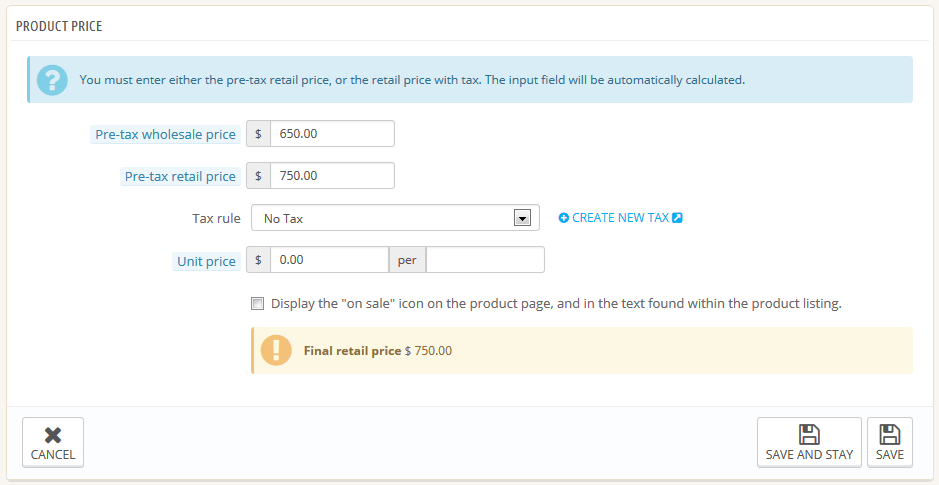 PRODUCT PRICE
? You must enter either the pre-tax retail price, or the retail price with tax. The input field will be automatically calculated.
Pre-tax wholesale price $ 650.00
Pre-tax retail price $ 750.00
Tax rule No Tax CREATE NEW TAX
Unit price $ 0.00 per
Display the "on sale" icon on the product page, and in the text found within the product listing.
! Final retail price $ 750.00
CANCEL SAVE AND STAY SAVE